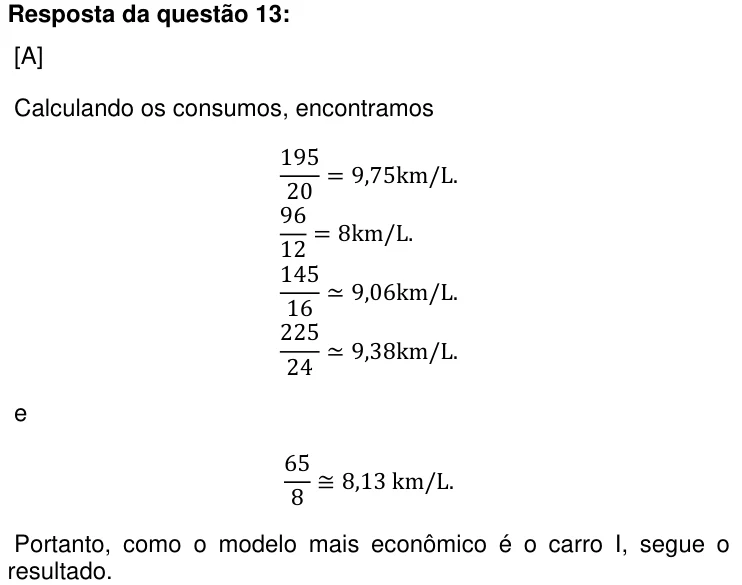 Resposta da questão 13:
[A]
Calculando os consumos, encontramos
195/20 = 9,75km/L.
96/12 = 8km/L.
145/16 ≃ 9,06km/L.
225/24 ≃ 9,38km/L.
e
65/8 ≅ 8,13 km/L.
Portanto, como o modelo mais econômico é o carro I, segue o
resultado.